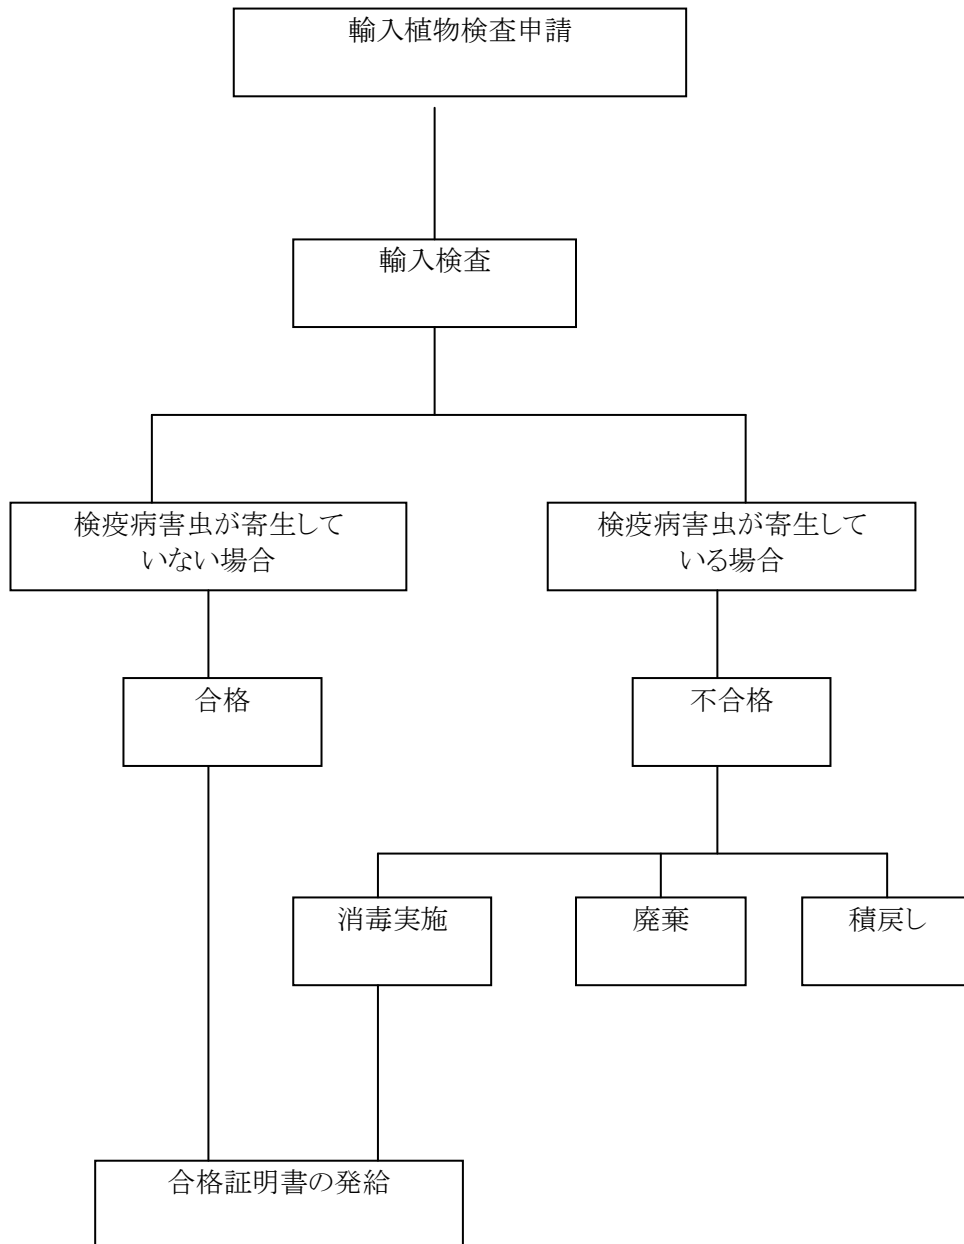 輸入植物検査申請
輸入検査
検疫病害虫が寄生して
いない場合
検疫病害虫が寄生して
いる場合
合格
不合格
消毒実施
廃棄
積戻し
合格証明書の発給